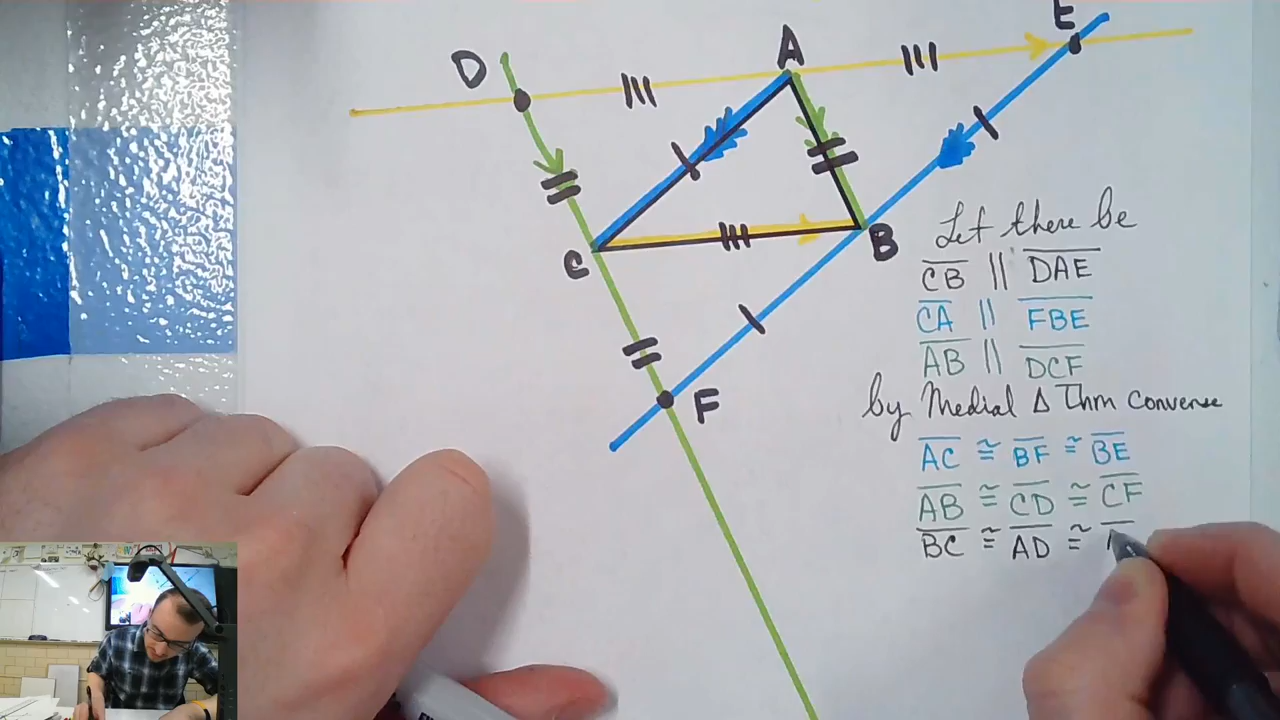 D
A
E
C
B
F
Let there be
CB || DAE
CA || FBE
AB || DCF
by Medial Δ Thm converse
AC ≅ BF ≅ BE
AB ≅ CD ≅ CF
BC ≅ AD ≅